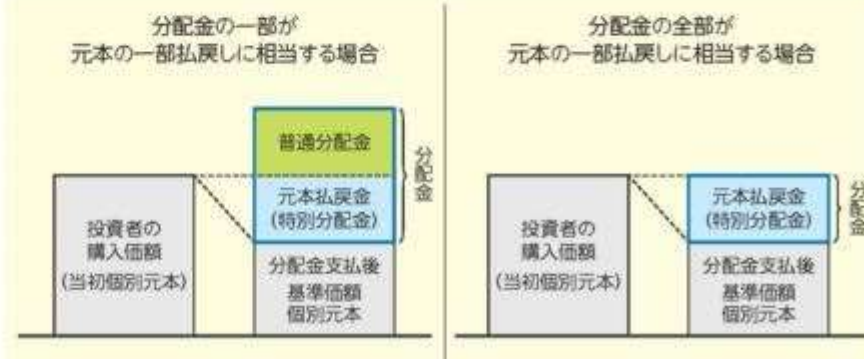 分配金の一部が
元本の一部払戻しに相当する場合
普通分配金
元本払戻金
(特別分配金)
分配金
投資者の
購入価額
(当初個別元本)
分配金支払後
基準価額
個別元本
分配金の全部が
元本の一部払戻しに相当する場合
元本払戻金
(特別分配金)
分配金
投資者の
購入価額
(当初個別元本)
分配金支払後
基準価額
個別元本